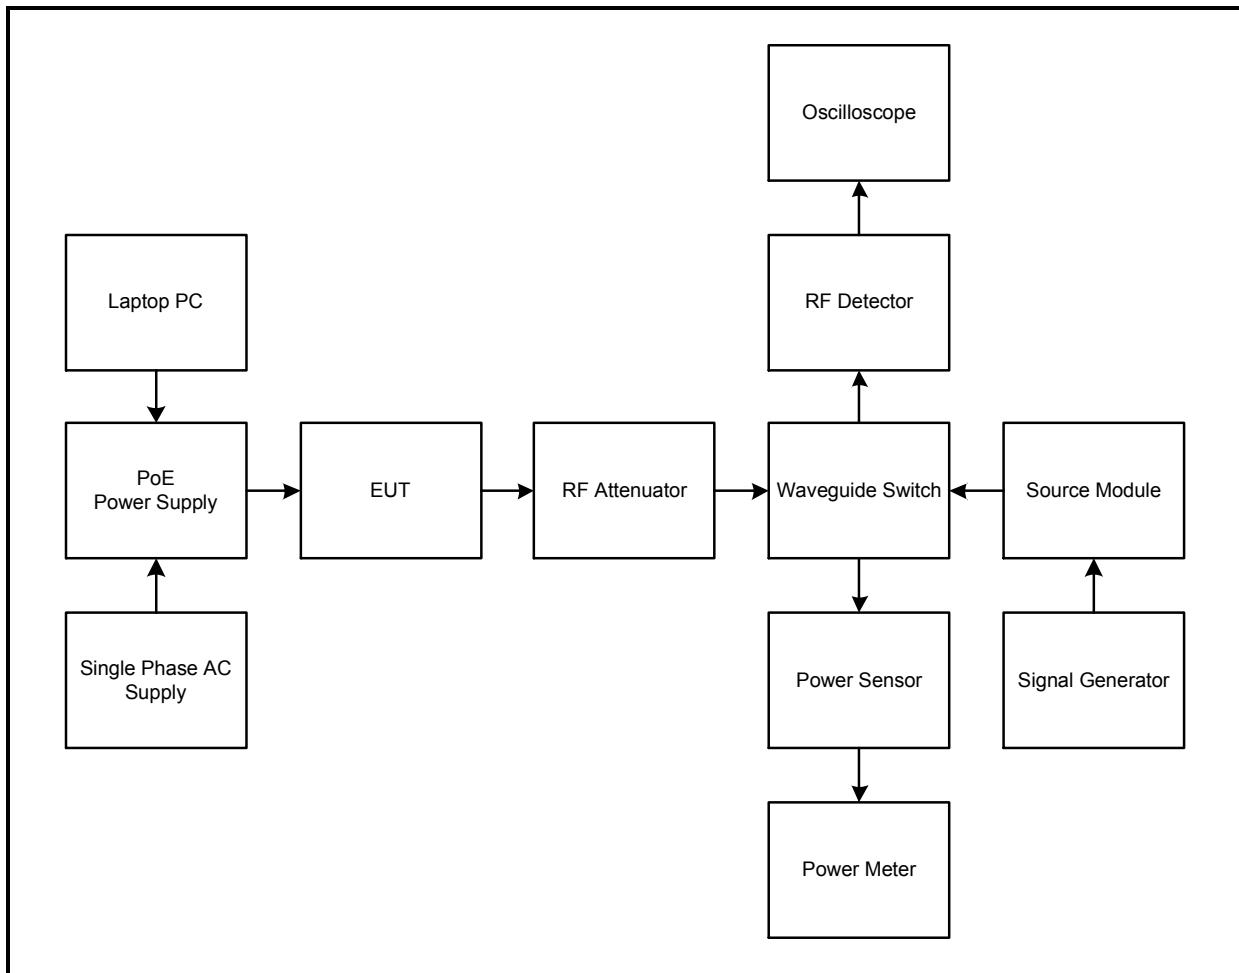 Oscilloscope
Laptop PC
RF Detector
PoE
Power Supply
EUT
RF Attenuator
Waveguide Switch
Source Module
Single Phase AC
Supply
Power Sensor
Signal Generator
Power Meter